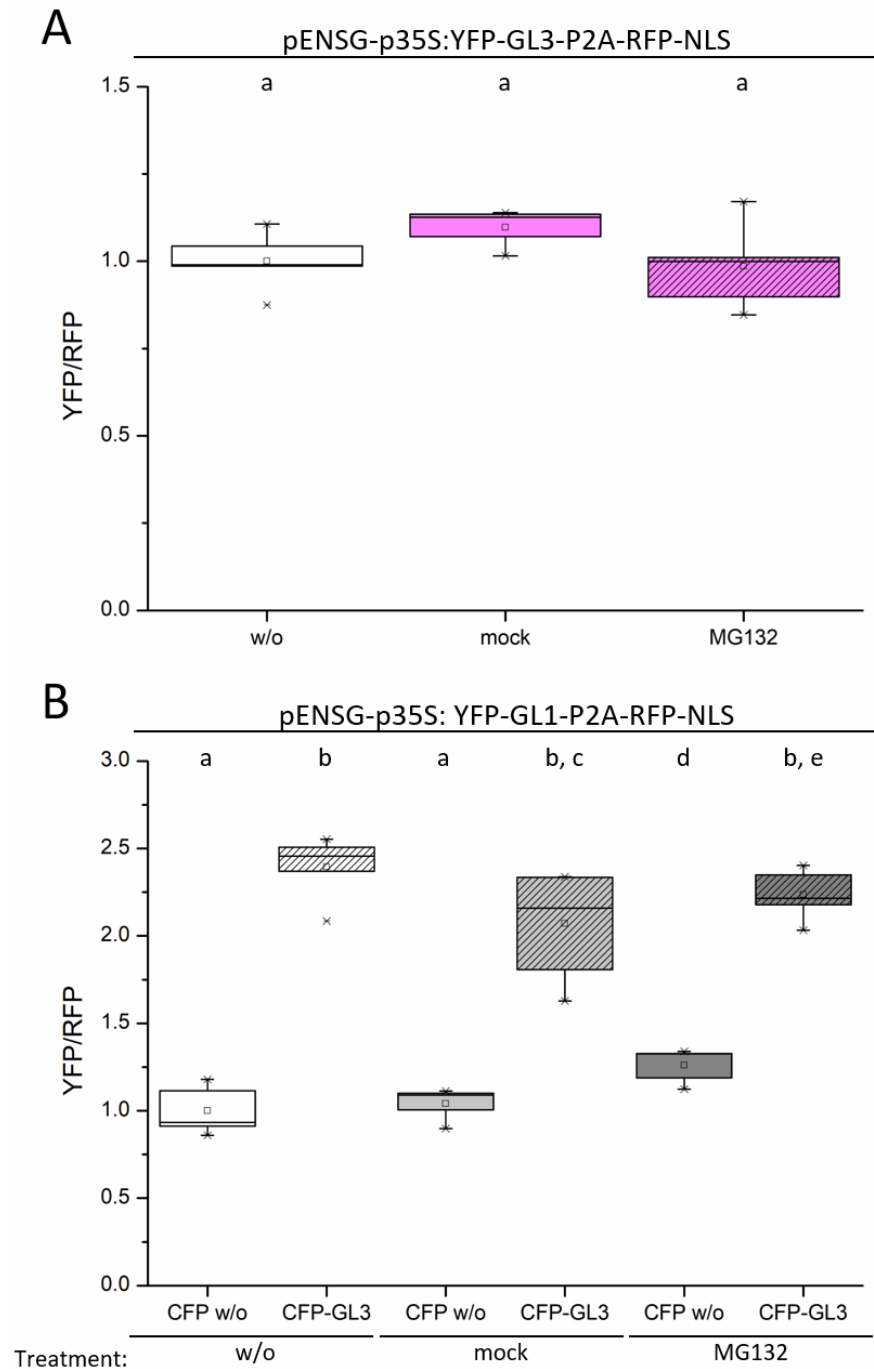 A
pENSG-p35S:YFP-GL3-P2A-RFP-NLS
a a a
1.5
1.0
0.5
0.0
YFP/RFP
w/o mock MG132
B
pENSG-p35S: YFP-GL1-P2A-RFP-NLS
a b a b, c d b, e
3.0
2.5
2.0
1.5
1.0
0.5
0.0
YFP/RFP
CFP w/o CFP-GL3 CFP w/o CFP-GL3 CFP w/o CFP-GL3
Treatment: w/o mock MG132